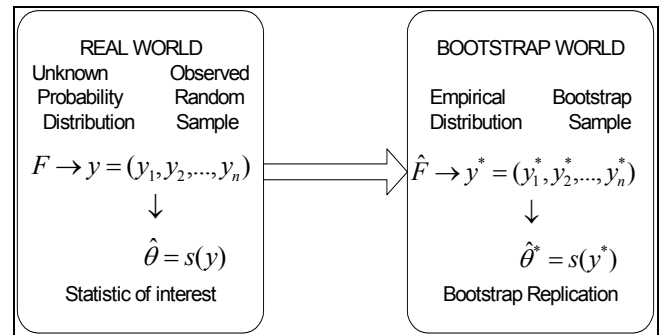 REAL WORLD
Unknown Observed
Probability Random
Distribution Sample
F → y = (y₁, y₂,..., yₙ)
↓
θ̂ = s(y)
Statistic of interest
BOOTSTRAP WORLD
Empirical Bootstrap
Distribution Sample
F̂ → y* = (y₁*, y₂*,..., yₙ*)
↓
θ̂* = s(y*)
Bootstrap Replication